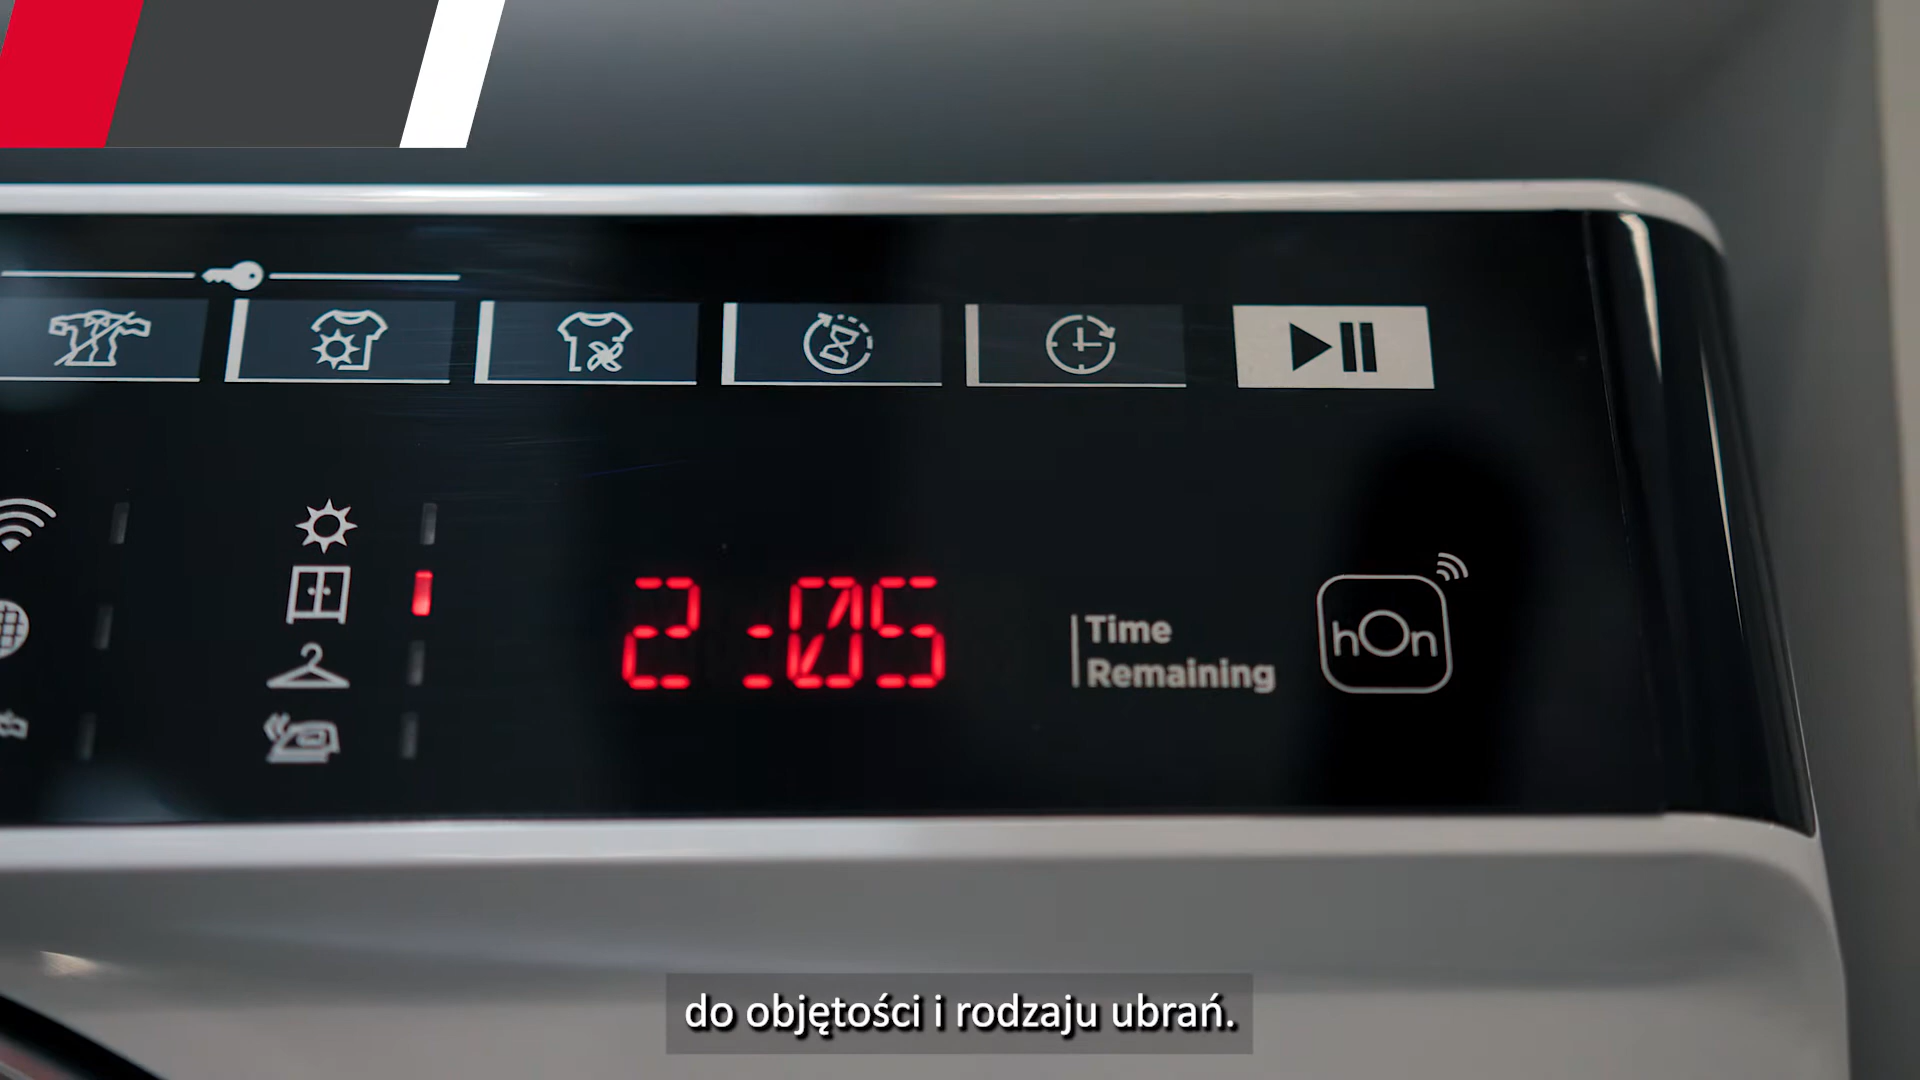 2:05
Time
Remaining
hOn
do objętości i rodzaju ubrań.